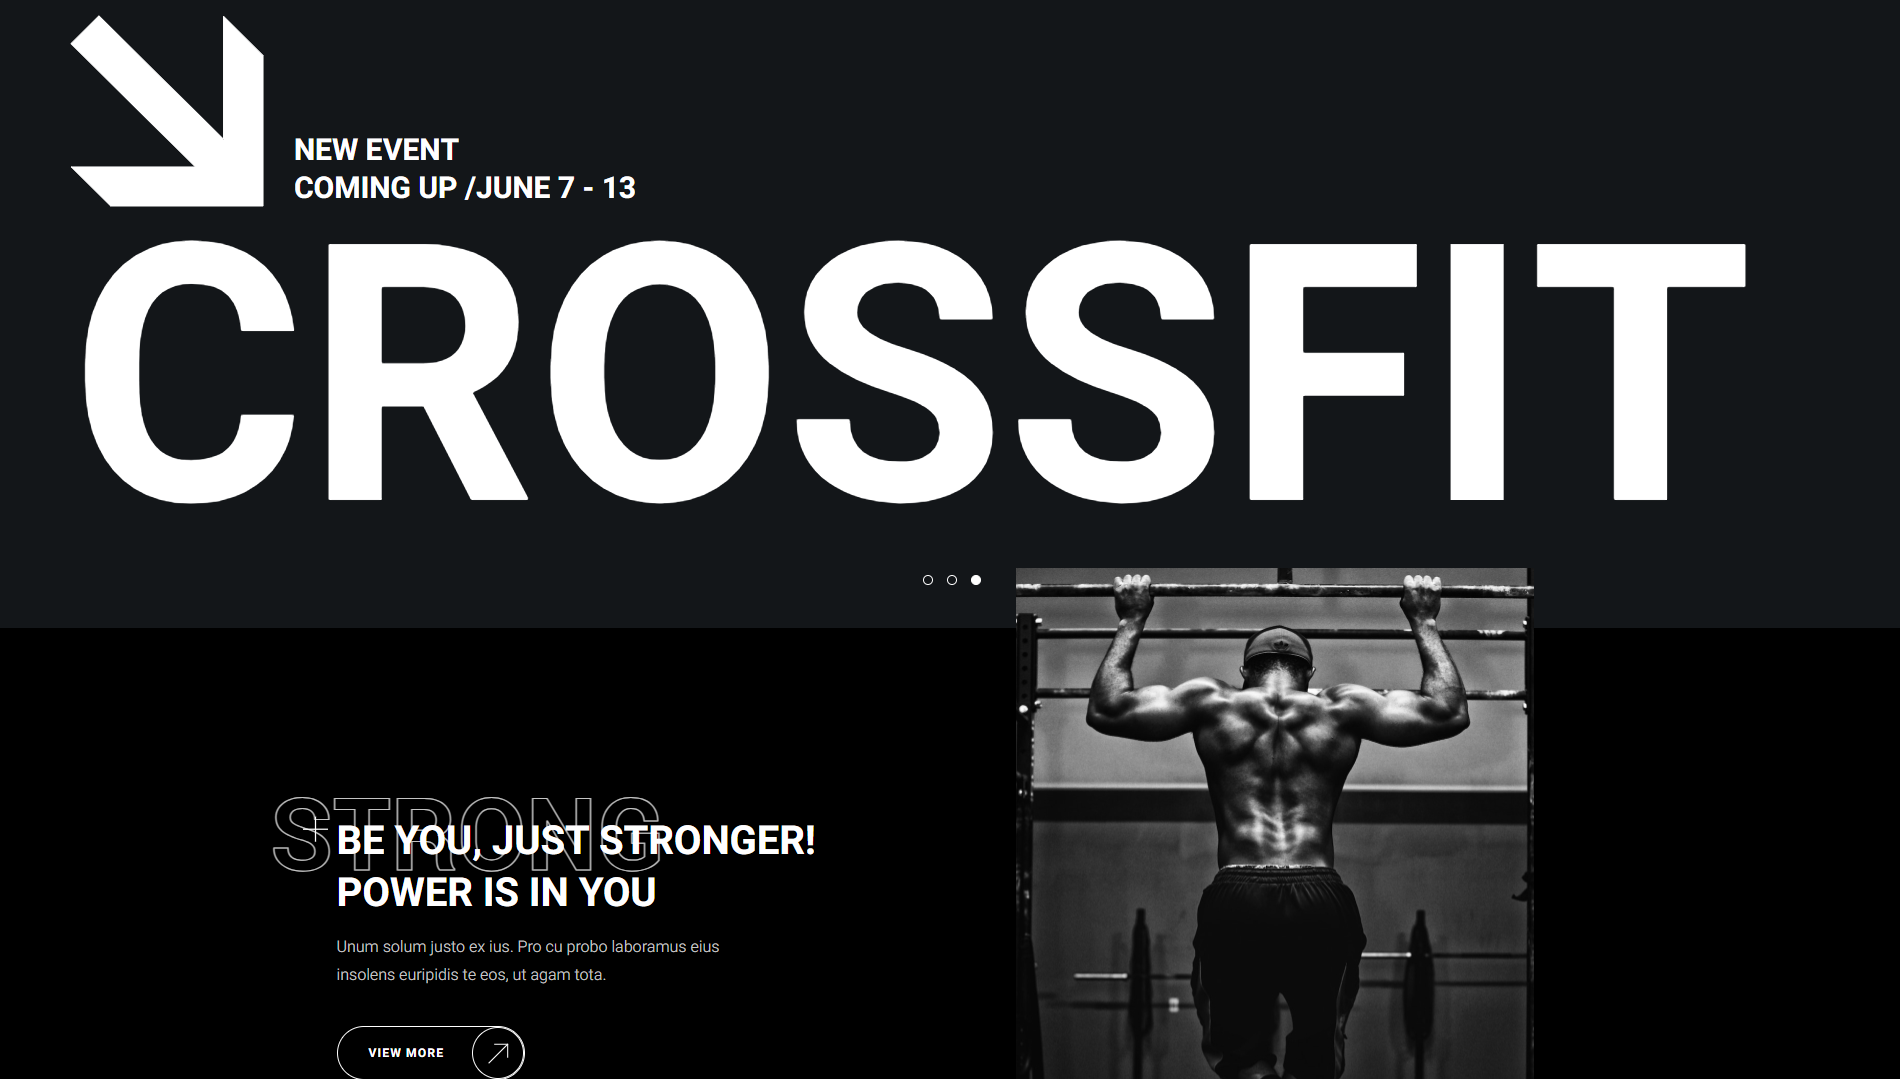 NEW EVENT
COMING UP /JUNE 7 - 13
CROSSFIT
STRONG
BE YOU, JUST STRONGER!
POWER IS IN YOU
Unum solum justo ex ius. Pro cu probo laboramus eius
insolens euripidis te eos, ut agam tota.
VIEW MORE